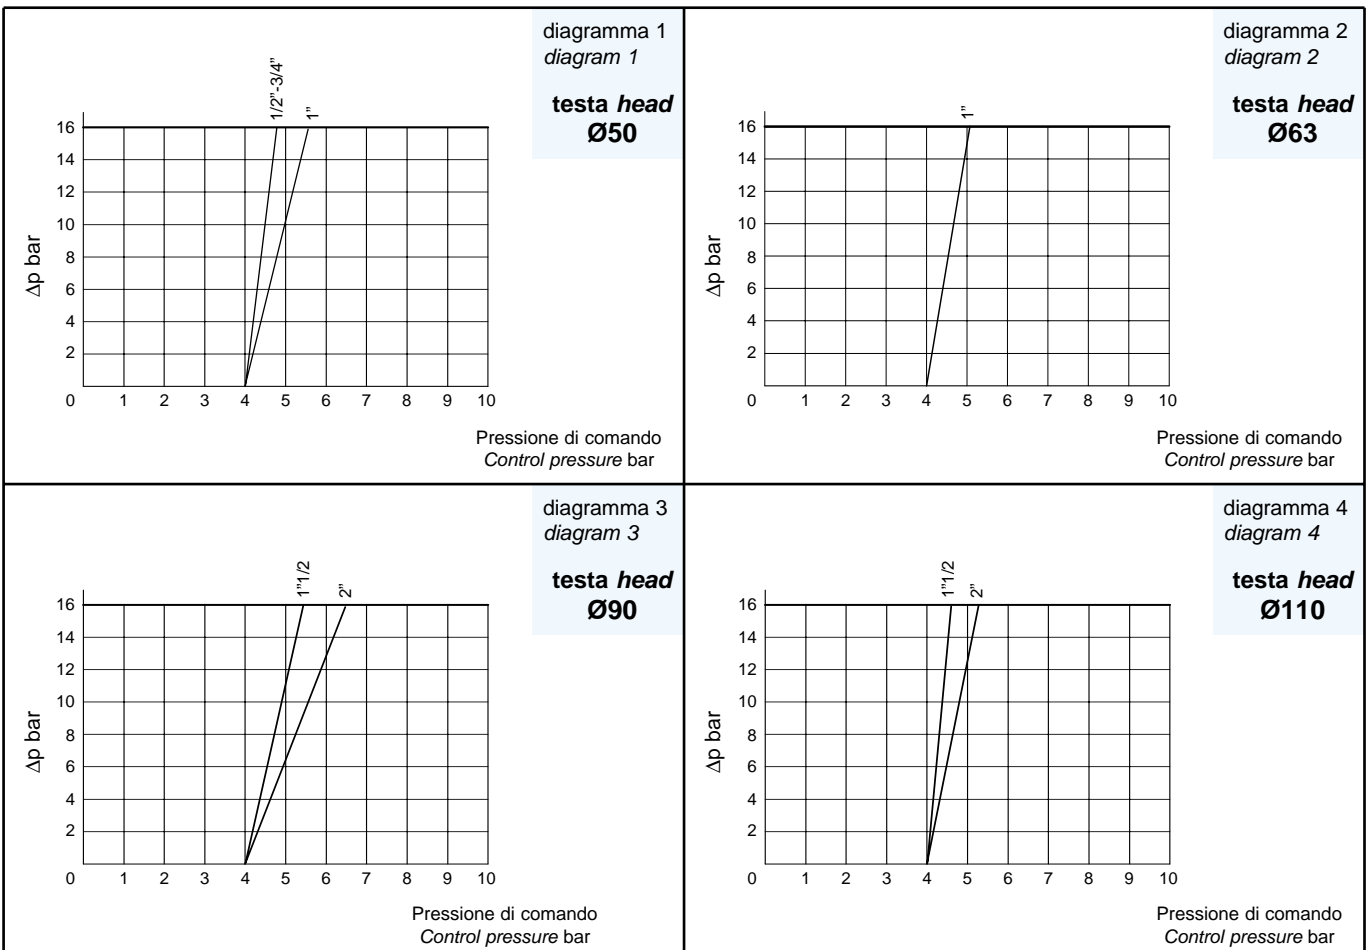 diagramma 1
diagram 1
testa head
Ø50
1/2”-3/4”
1”
16
14
12
10
8
6
4
2
Δp bar
0 1 2 3 4 5 6 7 8 9 10
Pressione di comando
Control pressure bar
diagramma 2
diagram 2
testa head
Ø63
1”
16
14
12
10
8
6
4
2
Δp bar
0 1 2 3 4 5 6 7 8 9 10
Pressione di comando
Control pressure bar
diagramma 3
diagram 3
testa head
Ø90
1”1/2
2”
16
14
12
10
8
6
4
2
Δp bar
0 1 2 3 4 5 6 7 8 9 10
Pressione di comando
Control pressure bar
diagramma 4
diagram 4
testa head
Ø110
1”1/2
2”
16
14
12
10
8
6
4
2
Δp bar
0 1 2 3 4 5 6 7 8 9 10
Pressione di comando
Control pressure bar